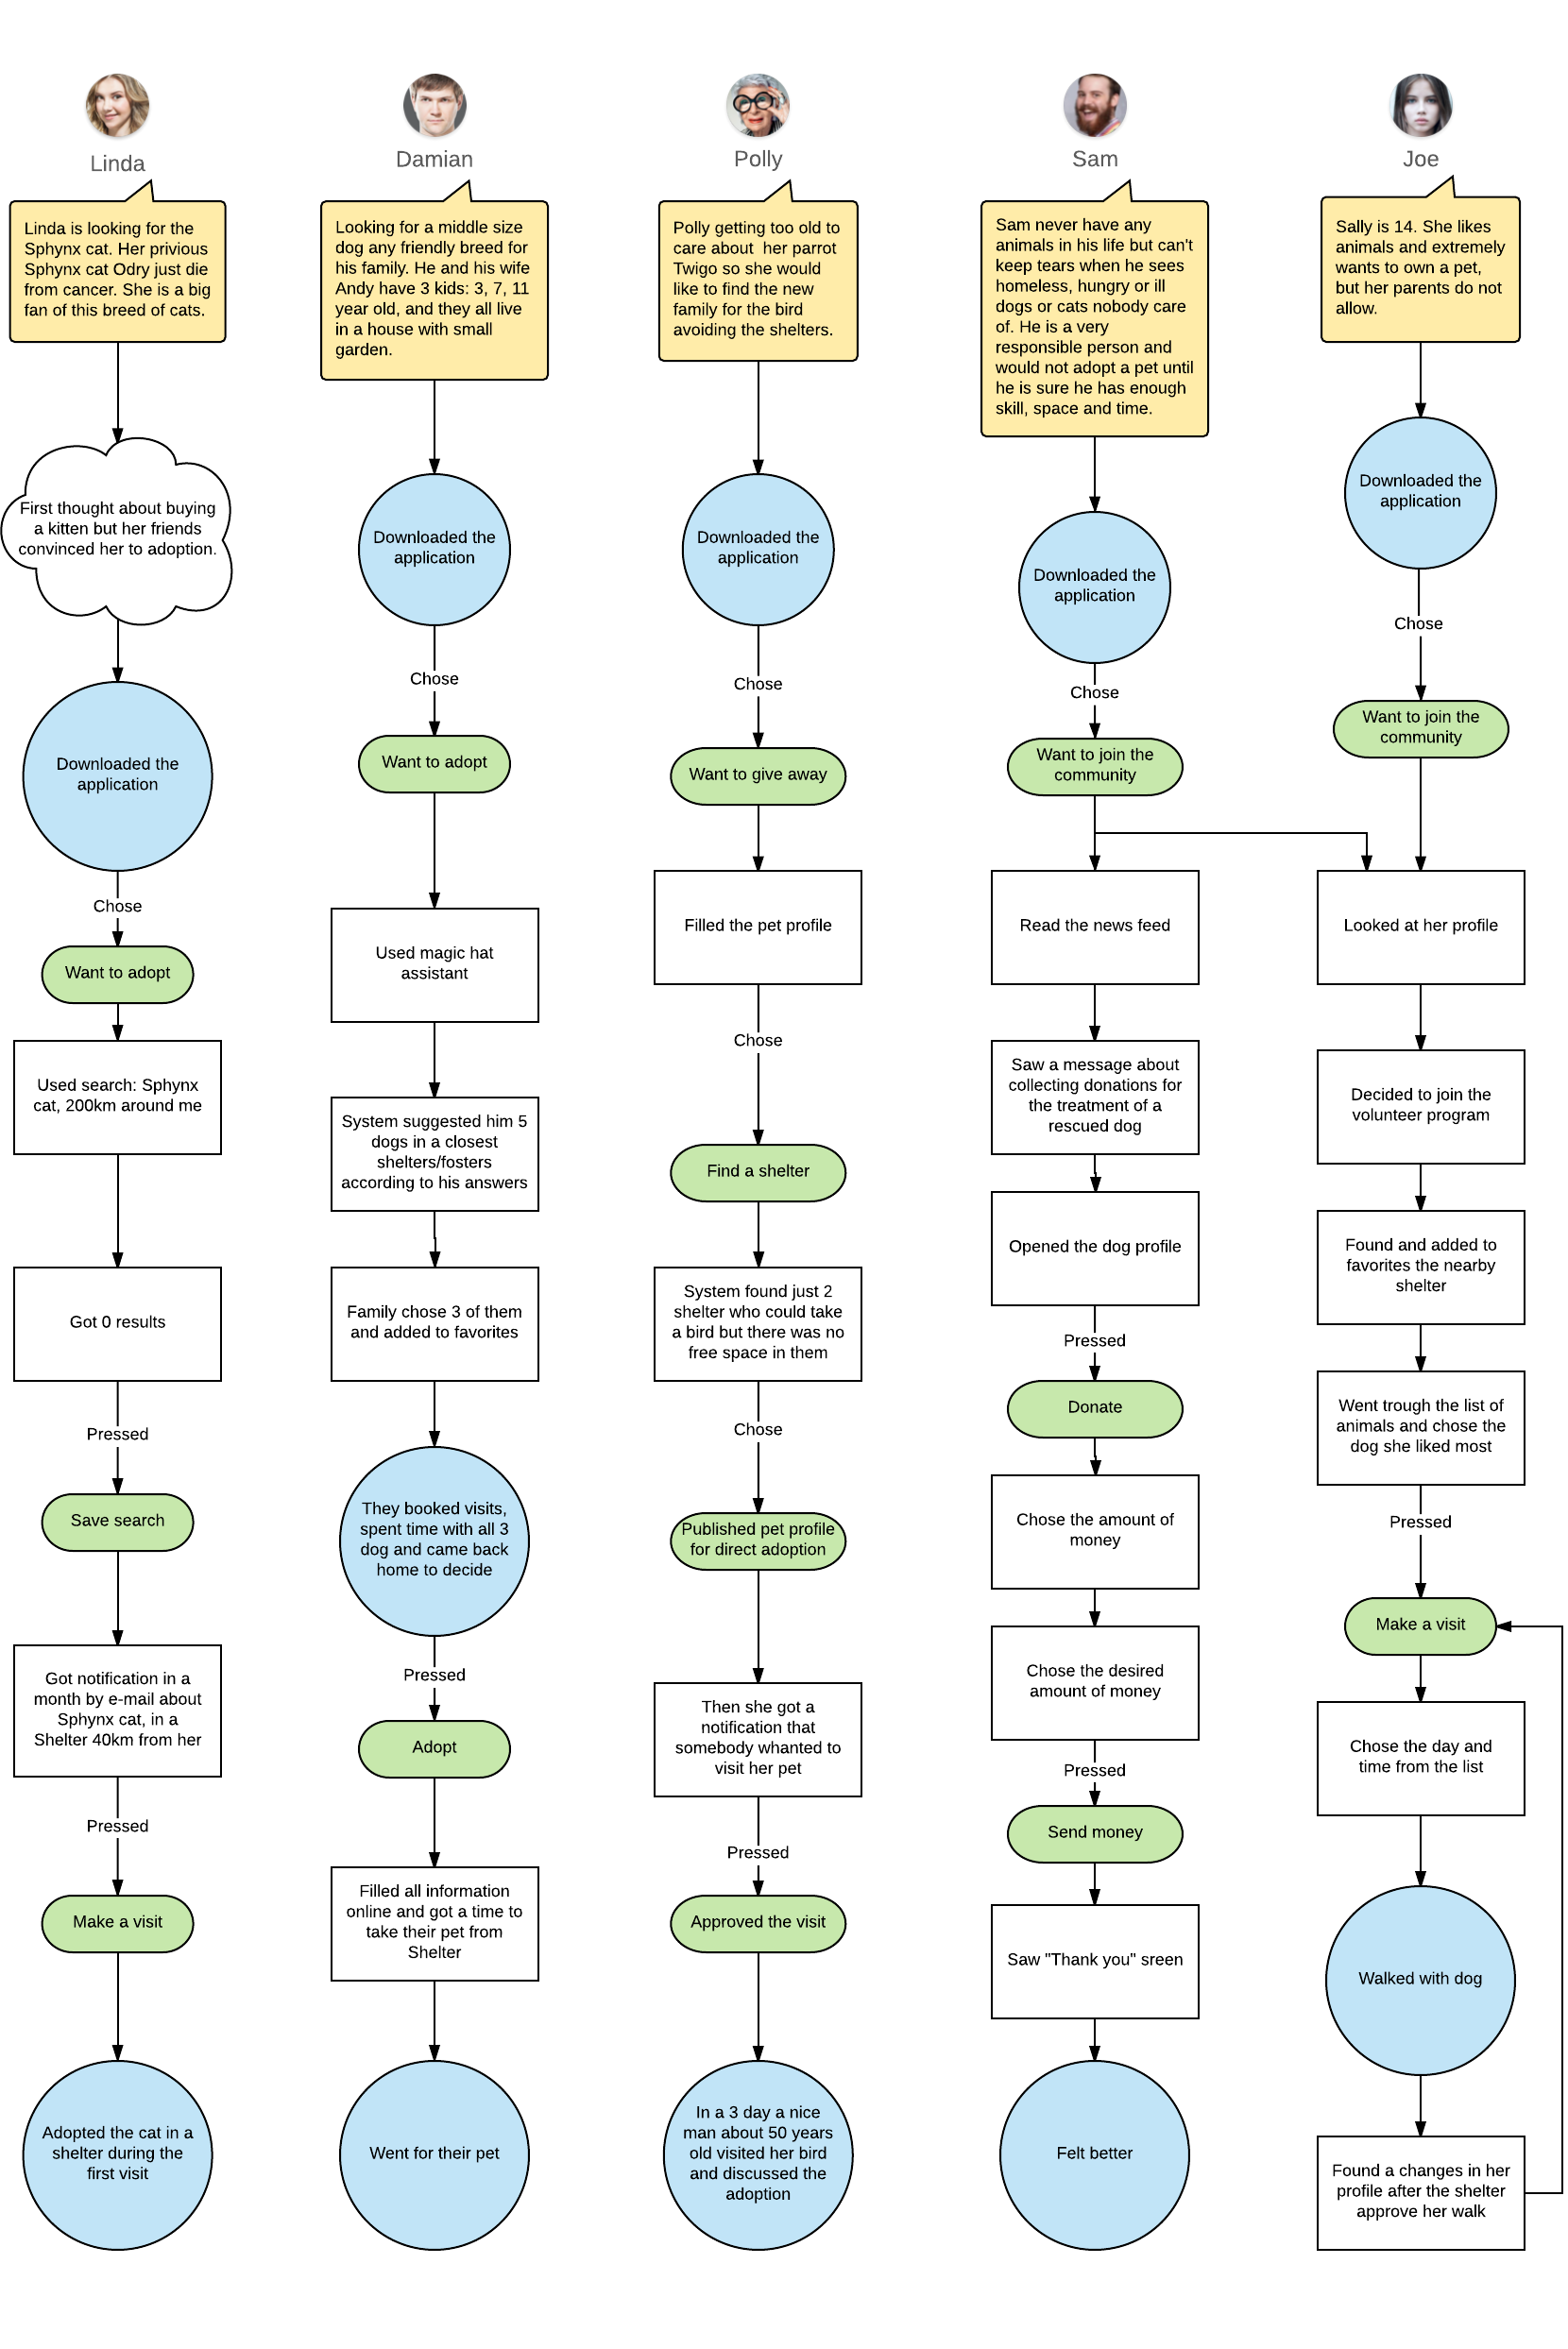 Linda
Linda is looking for the
Sphynx cat. Her privious
Sphynx cat Odry just die
from cancer. She is a big
fan of this breed of cats.
First thought about buying
a kitten but her friends
convinced her to adoption.
Downloaded the
application
Chose
Want to adopt
Used search: Sphynx
cat, 200km around me
Got 0 results
Pressed
Save search
Got notification in a
month by e-mail about
Sphynx cat, in a
Shelter 40km from her
Pressed
Make a visit
Adopted the cat in a
shelter during the
first visit
Damian
Looking for a middle size
dog any friendly breed for
his family. He and his wife
Andy have 3 kids: 3, 7, 11
year old, and they all live
in a house with small
garden.
Downloaded the
application
Chose
Want to adopt
Used magic hat
assistant
System suggested him 5
dogs in a closest
shelters/fosters
according to his answers
Family chose 3 of them
and added to favorites
They booked visits,
spent time with all 3
dog and came back
home to decide
Pressed
Adopt
Filled all information
online and got a time to
take their pet from
Shelter
Went for their pet
Polly
Polly getting too old to
care about her parrot
Twigo so she would
like to find the new
family for the bird
avoiding the shelters.
Downloaded the
application
Chose
Want to give away
Filled the pet profile
Chose
Find a shelter
System found just 2
shelter who could take
a bird but there was no
free space in them
Chose
Published pet profile
for direct adoption
Then she got a
notification that
somebody whanted to
visit her pet
Pressed
Approved the visit
In a 3 day a nice
man about 50 years
old visited her bird
and discussed the
adoption
Sam
Sam never have any
animals in his life but can't
keep tears when he sees
homeless, hungry or ill
dogs or cats nobody care
of. He is a very
responsible person and
would not adopt a pet until
he is sure he has enough
skill, space and time.
Downloaded the
application
Chose
Want to join the
community
Read the news feed
Saw a message about
collecting donations for
the treatment of a
rescued dog
Opened the dog profile
Pressed
Donate
Chose the amount of
money
Chose the desired
amount of money
Pressed
Send money
Saw "Thank you" sreen
Felt better
Joe
Sally is 14. She likes
animals and extremely
wants to own a pet,
but her parents do not
allow.
Downloaded the
application
Chose
Want to join the
community
Looked at her profile
Decided to join the
volunteer program
Found and added to
favorites the nearby
shelter
Went trough the list of
animals and chose the
dog she liked most
Pressed
Make a visit
Chose the day and
time from the list
Walked with dog
Found a changes in her
profile after the shelter
approve her walk